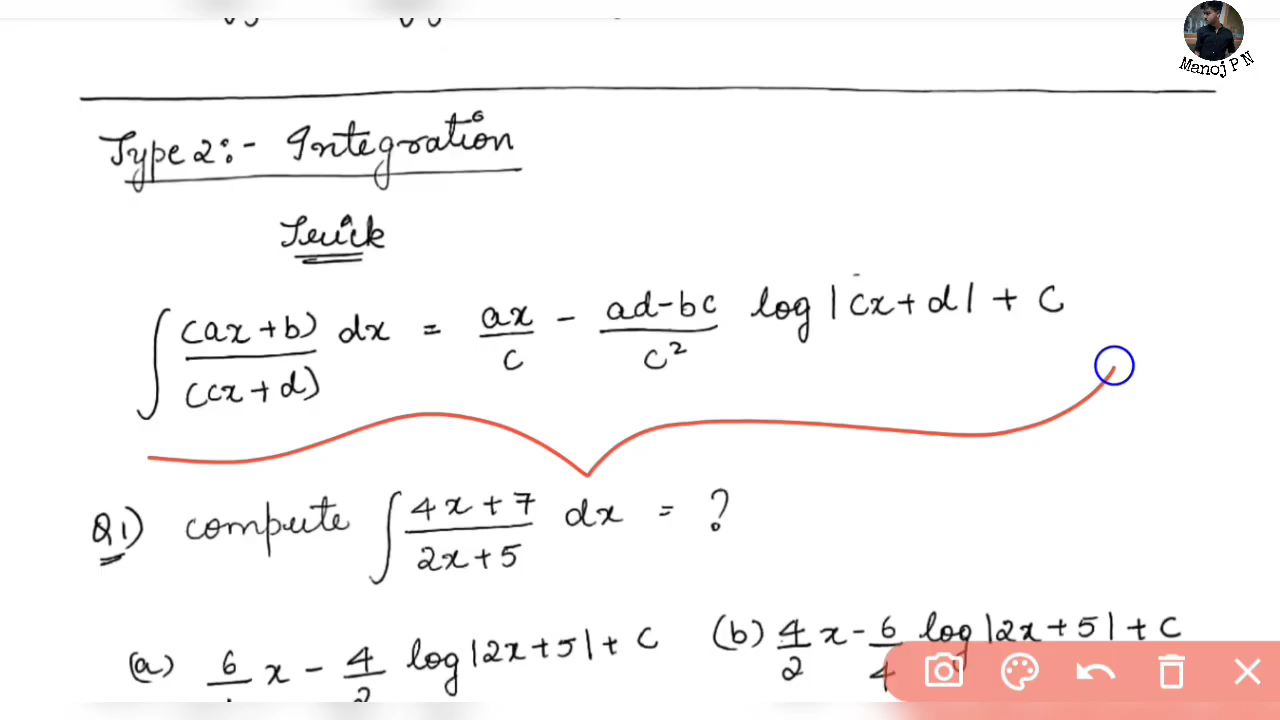 Manoj P N
Type 2:- Integration
Trick
∫ (ax+b)/(cx+d) dx = ax/c - ad-bc/c² log |cx+d| + C
Q1) compute ∫ 4x+7/2x+5 dx = ?
(a) 6/ x - 4/2 log |2x+5| + C (b) 4/2 x - 6/4 log |2x+5| + C